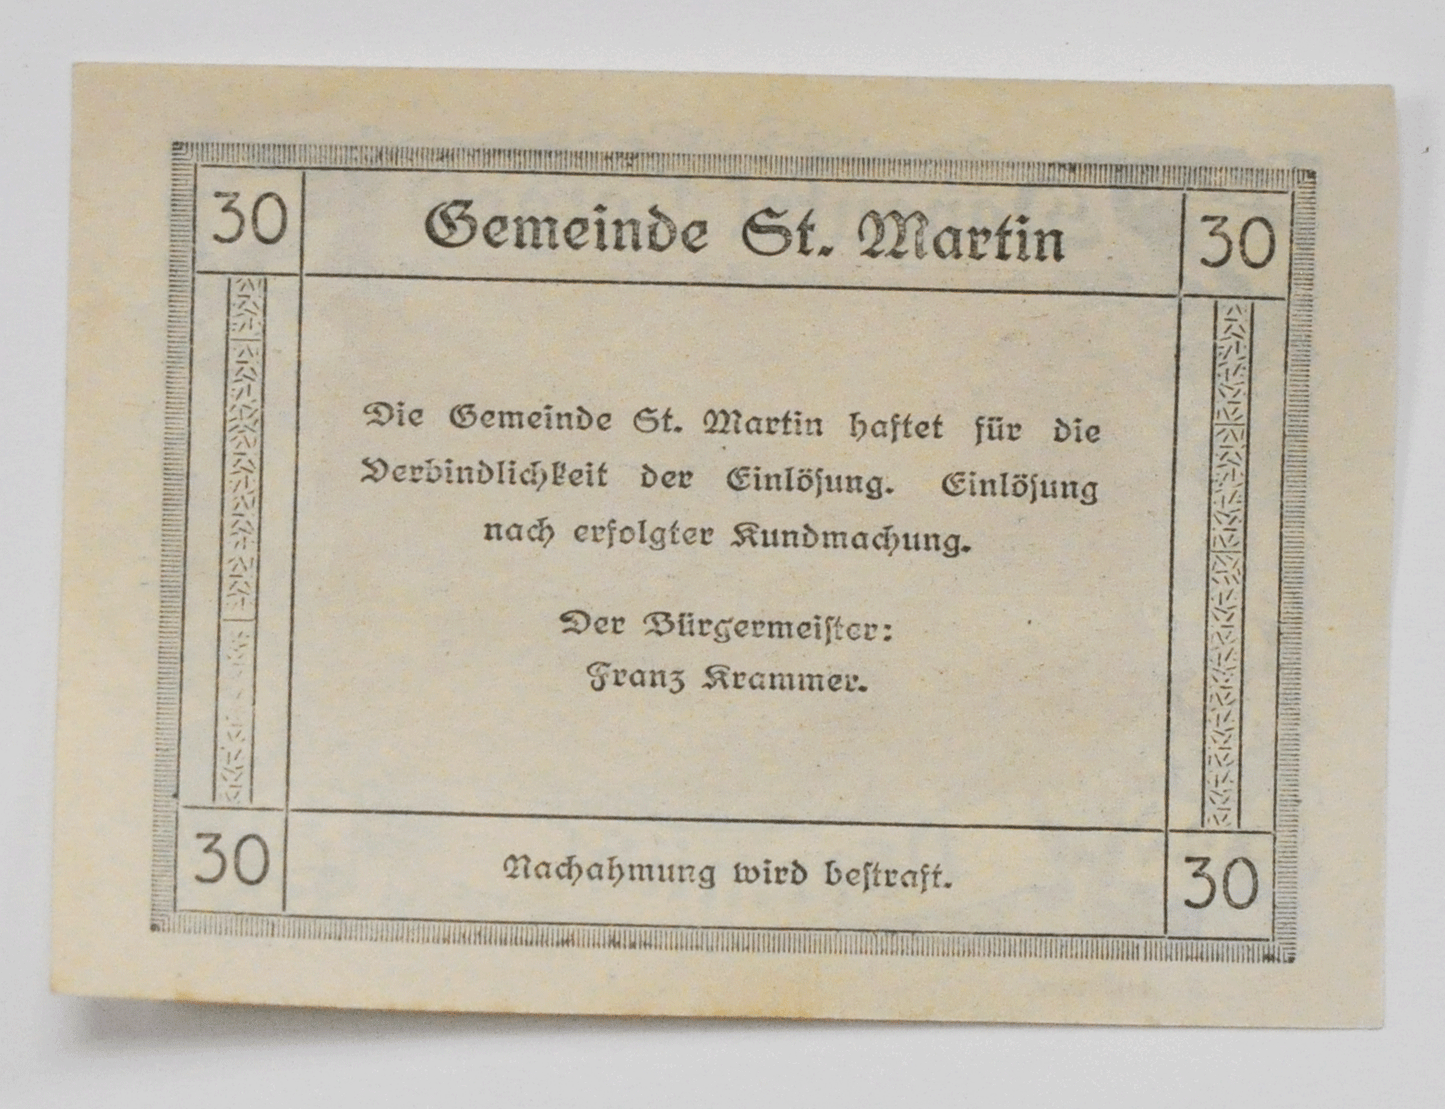 30 Gemeinde St. Martin 30
Die Gemeinde St. Martin haftet für die
Verbindlichkeit der Einlösung. Einlösung
nach erfolgter Kundmachung.
Der Bürgermeister:
Franz Krammer.
30 Nachahmung wird bestraft. 30